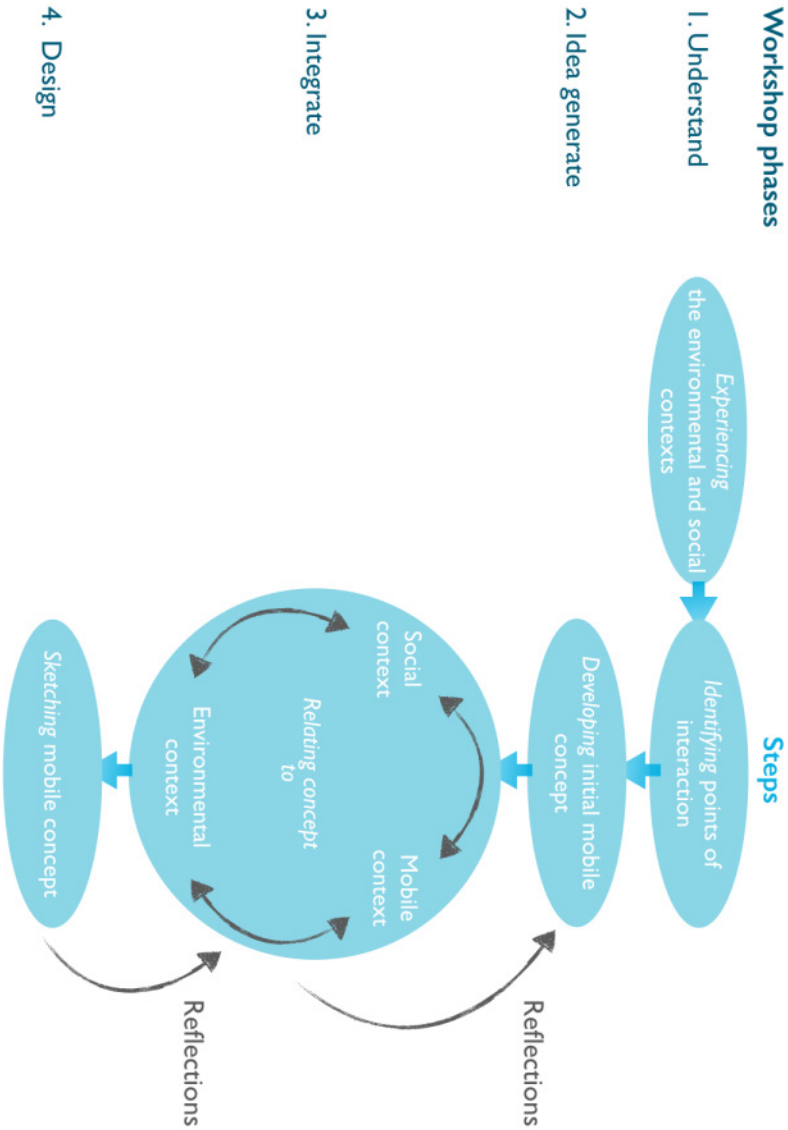 Workshop phases
Steps
1. Understand
Experiencing
the environmental and social
contexts
Identifying points of
interaction
2. Idea generate
Developing initial mobile
concept
Reflections
3. Integrate
Social
context
Mobile
context
Relating concept
to
Environmental
context
Reflections
4. Design
Sketching mobile concept